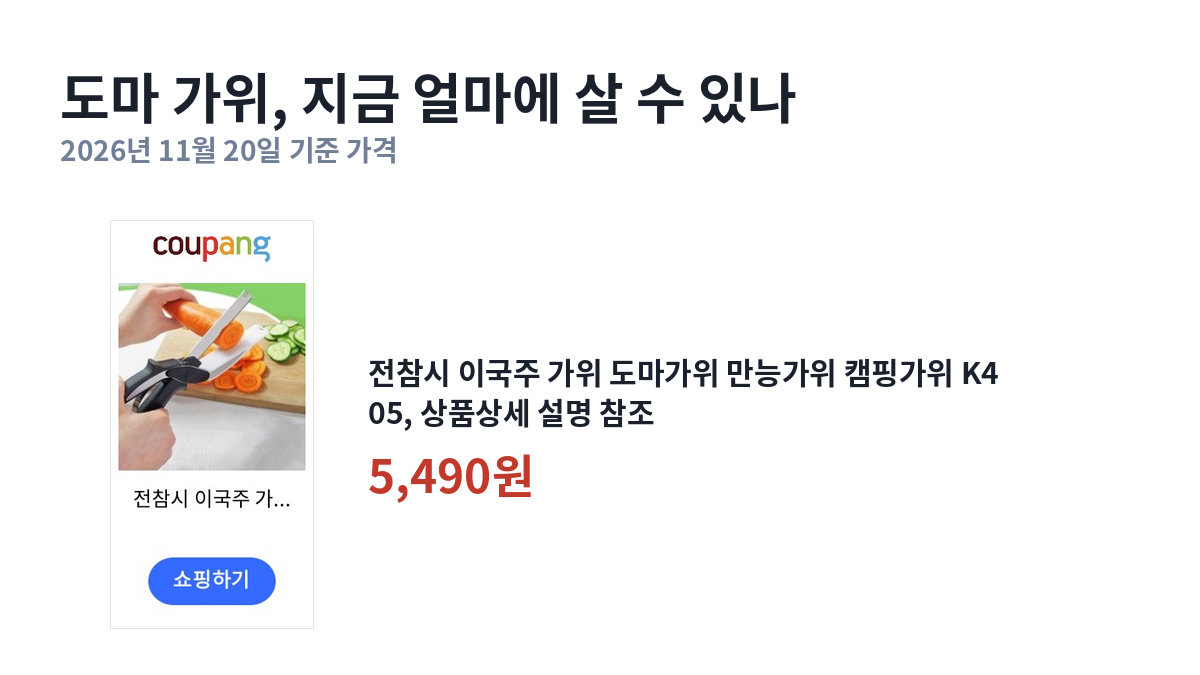 도마 가위, 지금 얼마에 살 수 있나
2026년 11월 20일 기준 가격
coupang
전참시 이국주 가...
쇼핑하기
전참시 이국주 가위 도마가위 만능가위 캠핑가위 K4
05, 상품상세 설명 참조
5,490원